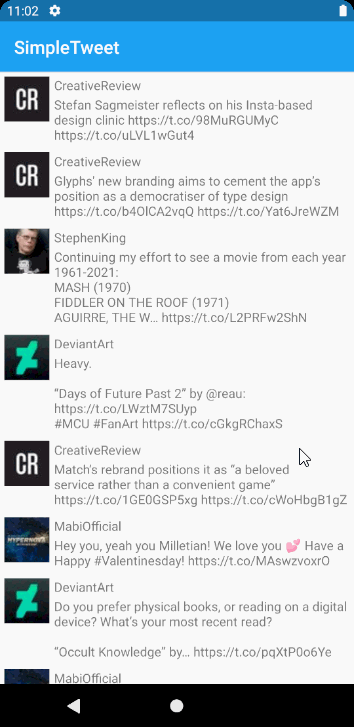 11:02
SimpleTweet
CR
CreativeReview
Stefan Sagmeister reflects on his Insta-based
design clinic https://t.co/98MuRGUMyC
https://t.co/uLVL1wGut4
CR
CreativeReview
Glyphs' new branding aims to cement the app's
position as a democratiser of type design
https://t.co/b4OlCA2vqQ https://t.co/Yat6JreWZM
StephenKing
Continuing my effort to see a movie from each year
1961-2021:
MASH (1970)
FIDDLER ON THE ROOF (1971)
AGUIRRE, THE W… https://t.co/L2PRFw2ShN
DeviantArt
Heavy.
“Days of Future Past 2” by @reau:
https://t.co/LWztM7SUyp
#MCU #FanArt https://t.co/cGkgRChaxS
CR
CreativeReview
Match's rebrand positions it as “a beloved
service rather than a convenient game”
https://t.co/1GE0GSP5xg https://t.co/cWoHbgB1gZ
HYPERNOVA
MabiOfficial
Hey you, yeah you Milletian! We love you 💕 Have a
Happy #Valentinesday! https://t.co/MAswzvoxrO
DeviantArt
Do you prefer physical books, or reading on a digital
device? What's your most recent read?
“Occult Knowledge” by… https://t.co/pqXtP0o6Ye
MabiOfficial